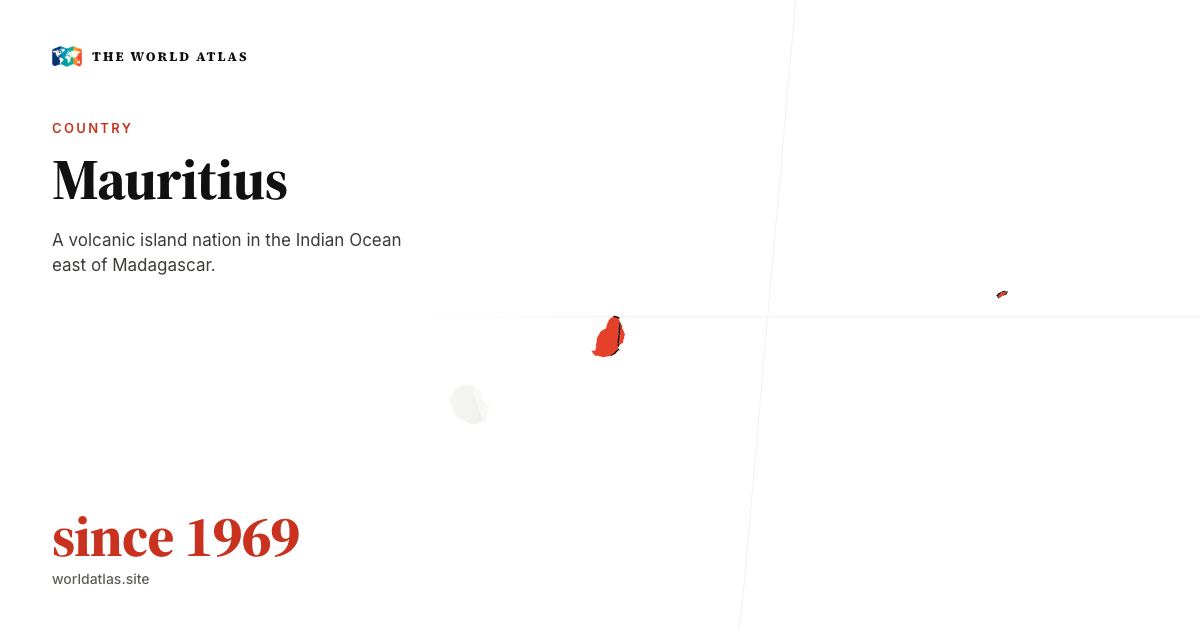 THE WORLD ATLAS
COUNTRY
Mauritius
A volcanic island nation in the Indian Ocean
east of Madagascar.
since 1969
worldatlas.site